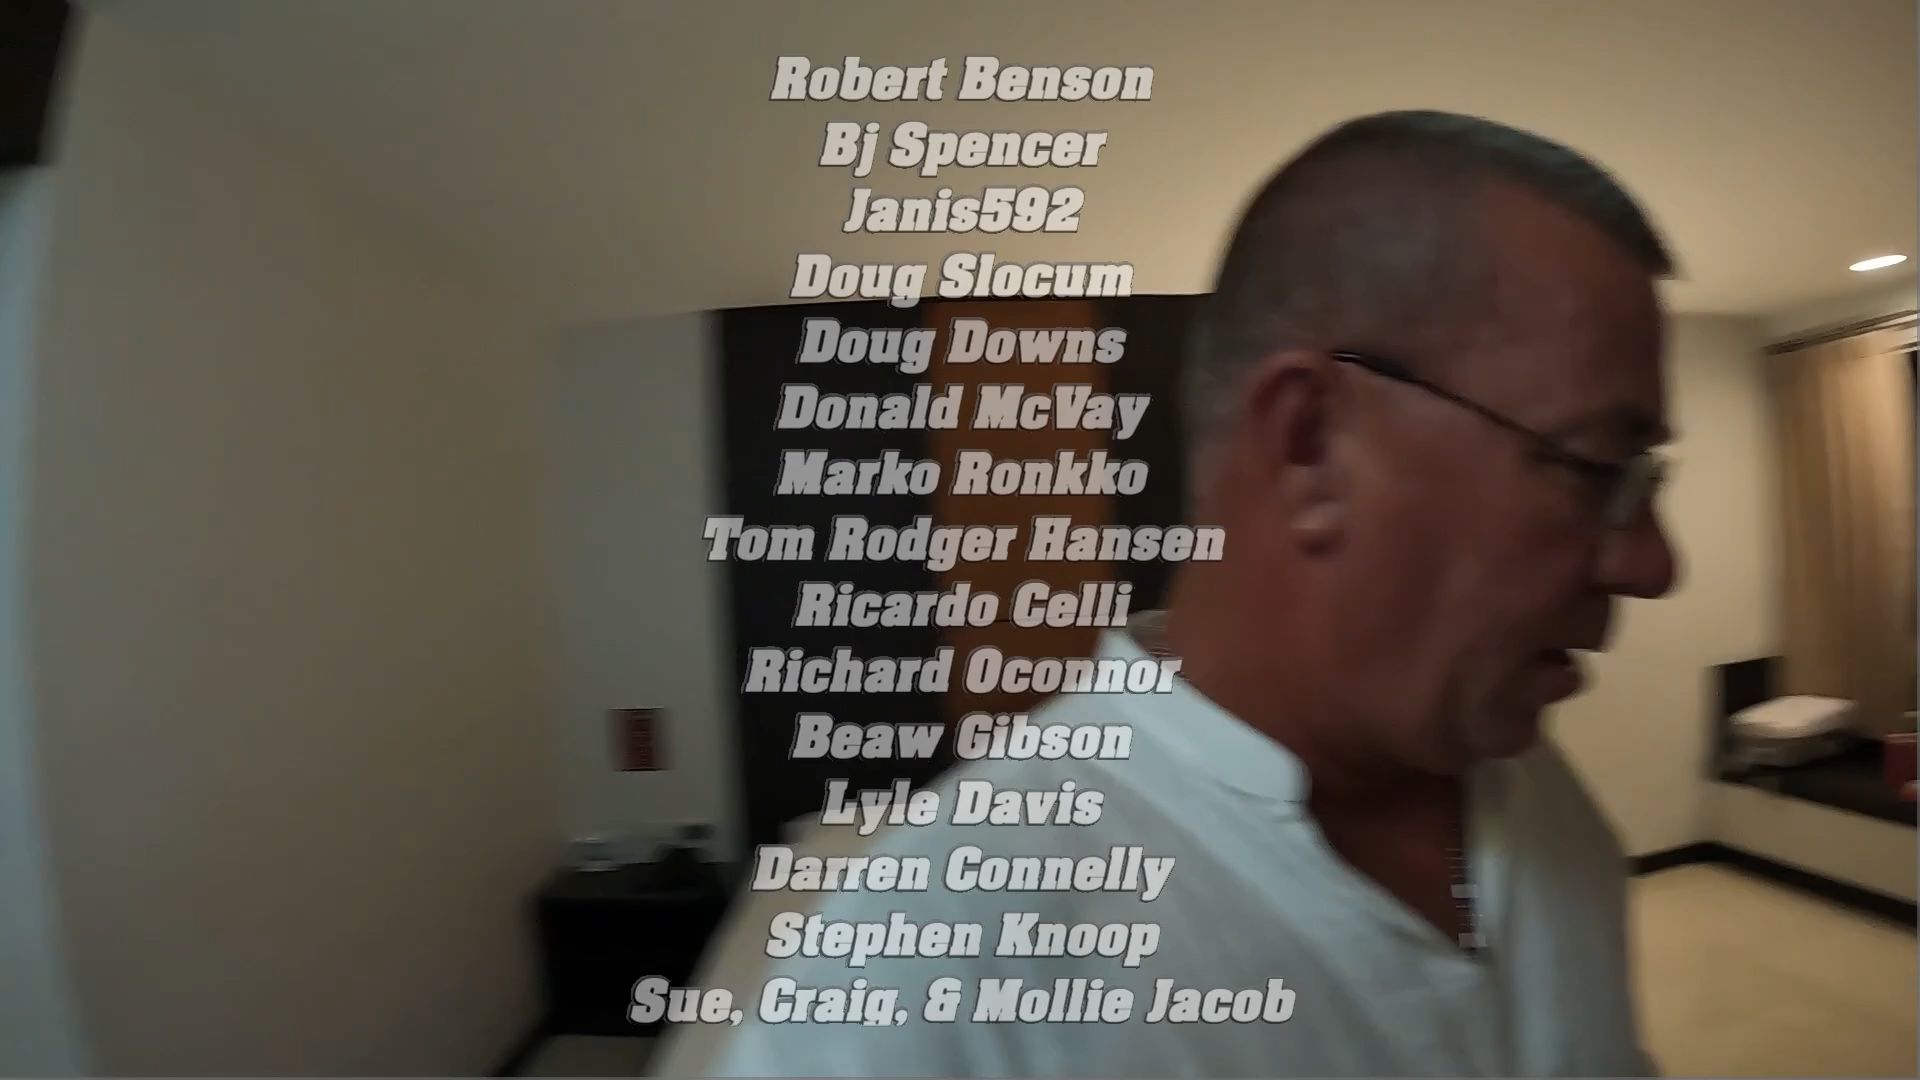 Robert Benson
Bj Spencer
Janis592
Doug Slocum
Doug Downs
Donald McVay
Marko Ronkko
Tom Rodger Hansen
Ricardo Celli
Richard Oconnor
Beaw Gibson
Lyle Davis
Darren Connelly
Stephen Knoop
Sue, Craig, & Mollie Jacob